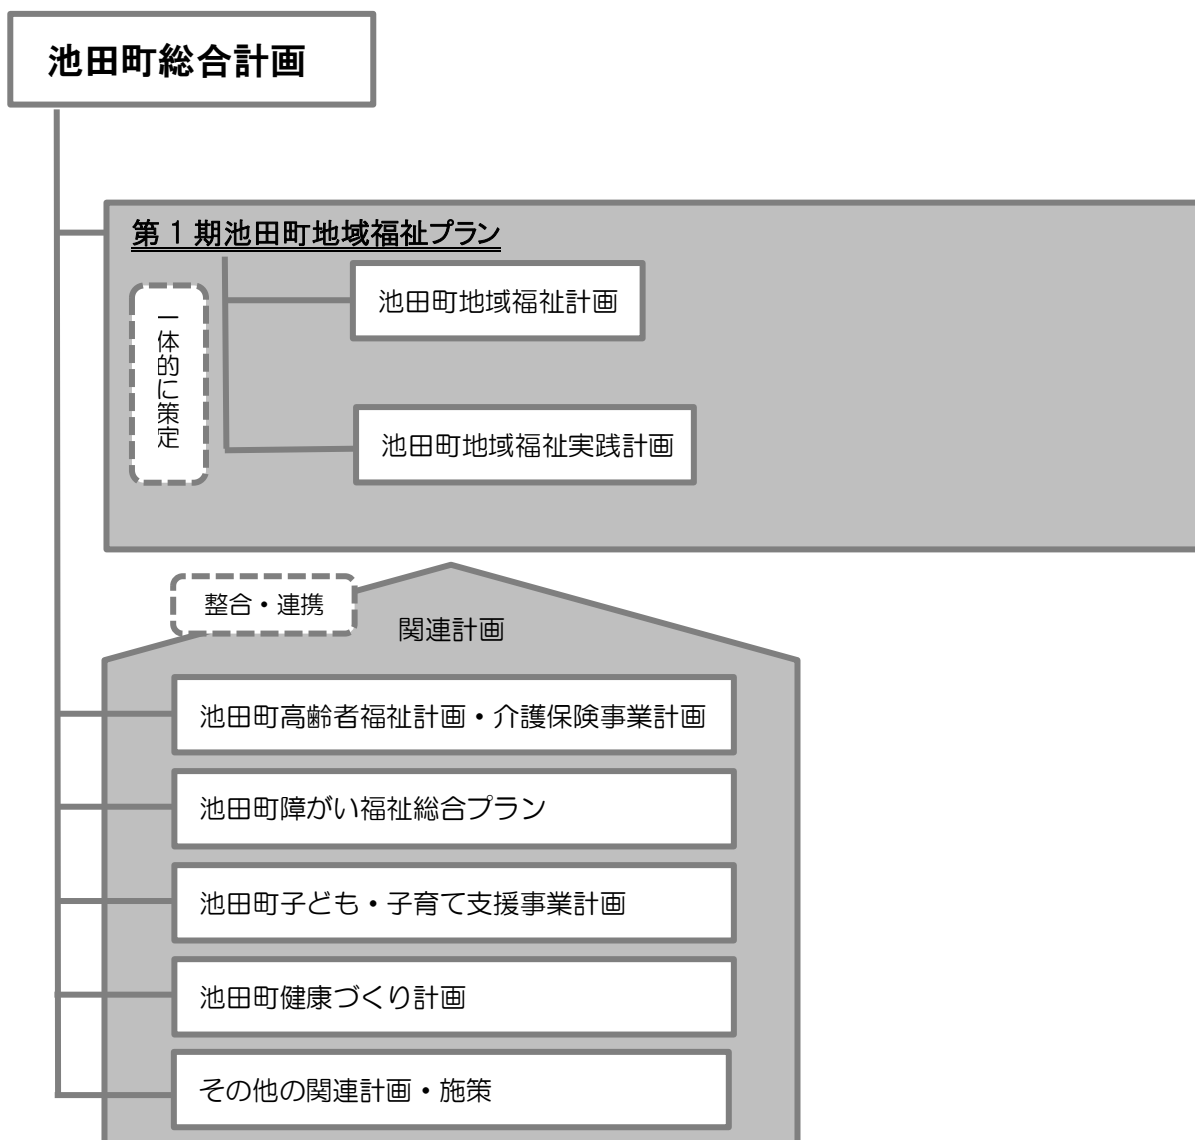 池田町総合計画
第1期池田町地域福祉プラン
一体的に策定
池田町地域福祉計画
池田町地域福祉実践計画
整合・連携
関連計画
池田町高齢者福祉計画・介護保険事業計画
池田町障がい福祉総合プラン
池田町子ども・子育て支援事業計画
池田町健康づくり計画
その他の関連計画・施策